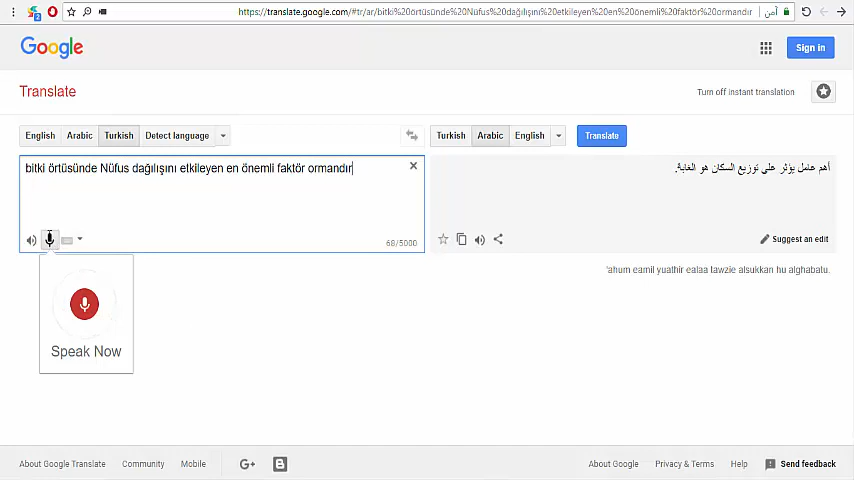 2
https://translate.google.com/#tr/ar/bitki%20örtüsünde%20Nüfus%20dağılışını%20etkileyen%20en%20önemli%20faktör%20ormandır
آمن
Google
Sign in
Translate
Turn off instant translation
English Arabic Turkish Detect language
Turkish Arabic English Translate
bitki örtüsünde Nüfus dağılışını etkileyen en önemli faktör ormandır
أهم عامل يؤثر على توزيع السكان هو الغابة.
68/5000
Suggest an edit
'ahum eamil yuathir ealaa tawzie alsukkan hu alghabatu.
Speak Now
About Google Translate Community Mobile G+
About Google Privacy & Terms Help Send feedback